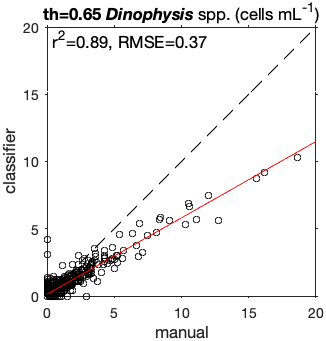 th=0.65 Dinophysis spp. (cells mL⁻¹)
r²=0.89, RMSE=0.37
20
15
10
5
0
classifier
0 5 10 15 20
manual